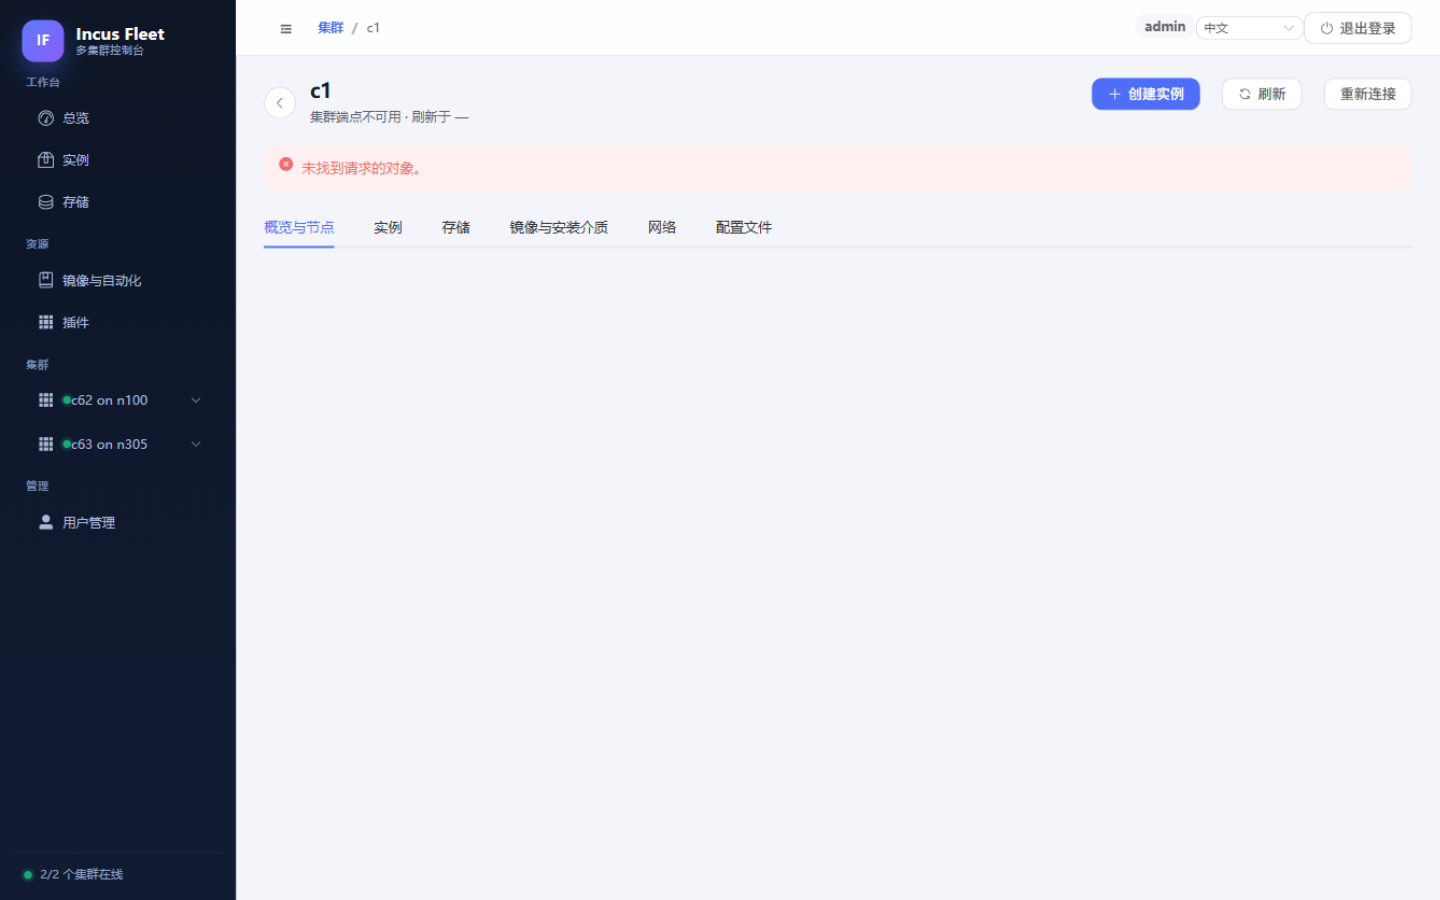 IF
Incus Fleet
多集群控制台
工作台
总览
实例
存储
资源
镜像与自动化
插件
集群
c62 on n100
c63 on n305
管理
用户管理
2/2 个集群在线
集群 / c1
admin
中文
退出登录
c1
集群端点不可用 · 刷新于 —
创建实例
刷新
重新连接
未找到请求的对象。
概览与节点
实例
存储
镜像与安装介质
网络
配置文件